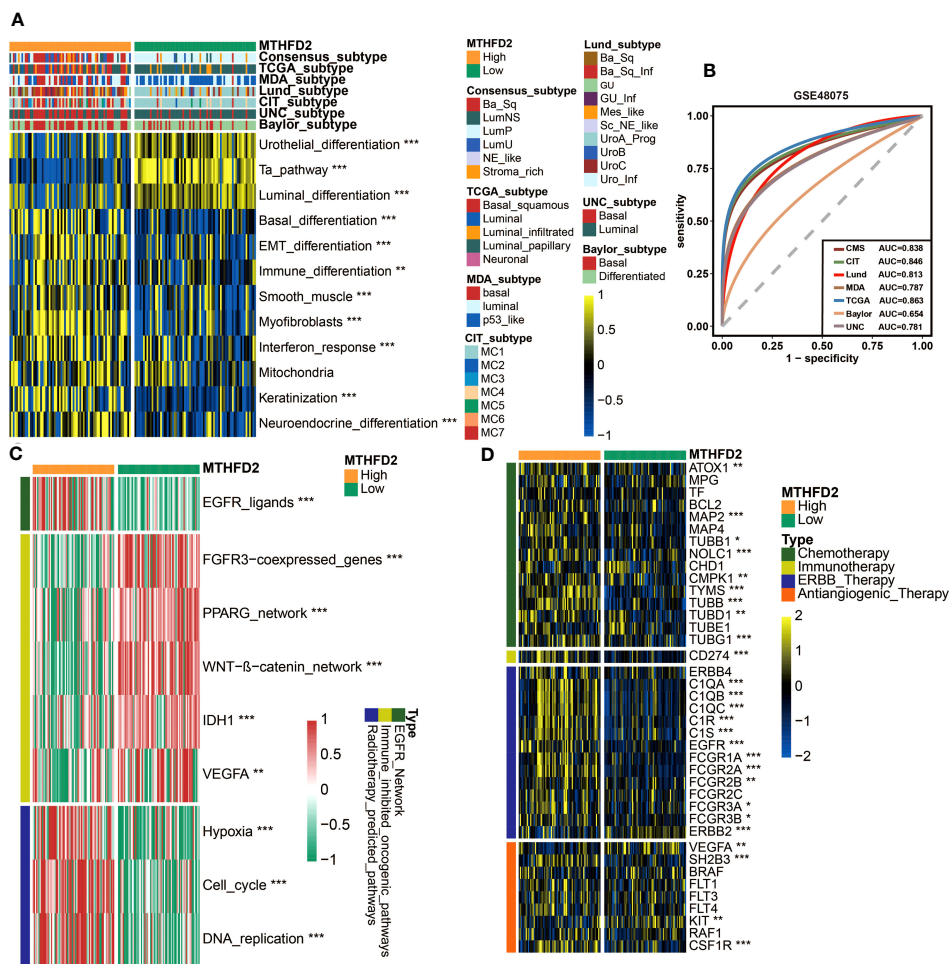 A
MTHFD2
Consensus_subtype
TCGA_subtype
MDA_subtype
Lund_subtype
CIT_subtype
UNC_subtype
Baylor_subtype
Urothelial_differentiation ***
Ta_pathway ***
Luminal_differentiation ***
Basal_differentiation ***
EMT_differentiation ***
Immune_differentiation **
Smooth_muscle ***
Myofibroblasts ***
Interferon_response ***
Mitochondria
Keratinization ***
Neuroendocrine_differentiation ***
MTHFD2
High
Low
Consensus_subtype
Ba_Sq
LumNS
LumP
LumU
NE_like
Stroma_rich
TCGA_subtype
Basal_squamous
Luminal
Luminal_infiltrated
Luminal_papillary
Neuronal
MDA_subtype
basal
luminal
p53_like
CIT_subtype
MC1
MC2
MC3
MC4
MC5
MC6
MC7
Lund_subtype
Ba_Sq
Ba_Sq_Inf
GU
GU_Inf
Mes_like
Sc_NE_like
UroA_Prog
UroB
UroC
Uro_Inf
UNC_subtype
Basal
Luminal
Baylor_subtype
Basal
Differentiated
1
0.5
0
−0.5
−1
B
GSE48075
sensitivity
1.00
0.75
0.50
0.25
0.00
CMS AUC=0.838
CIT AUC=0.846
Lund AUC=0.813
MDA AUC=0.787
TCGA AUC=0.863
Baylor AUC=0.654
UNC AUC=0.781
0.00 0.25 0.50 0.75 1.00
1 − specificity
C
MTHFD2
EGFR_ligands ***
FGFR3−coexpressed_genes ***
PPARG_network ***
WNT−ß−catenin_network ***
IDH1 ***
VEGFA **
Hypoxia ***
Cell_cycle ***
DNA_replication ***
MTHFD2
High
Low
1
0.5
0
−0.5
−1
Type
EGFR_Network
Immune_inhibted_oncogenic_pathways
Radiotherapy_predicted_pathways
D
MTHFD2
ATOX1 **
MPG
TF
BCL2
MAP2 ***
MAP4
TUBB1 *
NOLC1 ***
CHD1
CMPK1 **
TYMS ***
TUBB ***
TUBD1 **
TUBE1
TUBG1 ***
CD274 ***
ERBB4
C1QA ***
C1QB ***
C1QC ***
C1R ***
C1S ***
EGFR ***
FCGR1A ***
FCGR2A ***
FCGR2B **
FCGR2C
FCGR3A *
FCGR3B *
ERBB2 ***
VEGFA **
SH2B3 ***
BRAF
FLT1
FLT3
FLT4
KIT **
RAF1
CSF1R ***
MTHFD2
High
Low
Type
Chemotherapy
Immunotherapy
ERBB_Therapy
Antiangiogenic_Therapy
2
1
0
−1
−2